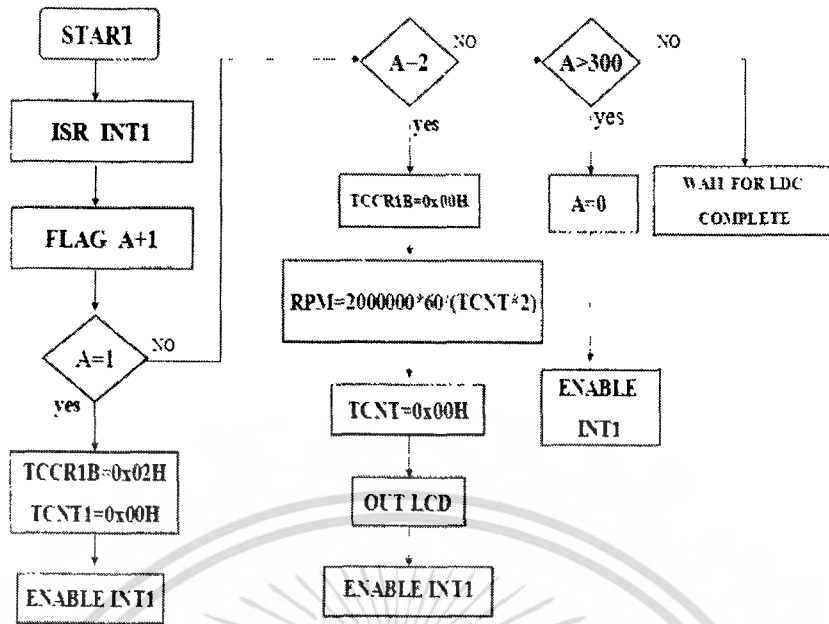 START
ISR INT1
FLAG A+1
A=1
NO
yes
TCCR1B=0x02H
TCNT1=0x00H
ENABLE INT1
A=2
NO
yes
TCCR1B=0x00H
RPM=2000000*60/(TCNT*2)
TCNT=0x00H
OUT LCD
ENABLE INT1
A>300
NO
yes
A=0
ENABLE
INT1
WAIT FOR LDC
COMPLETE